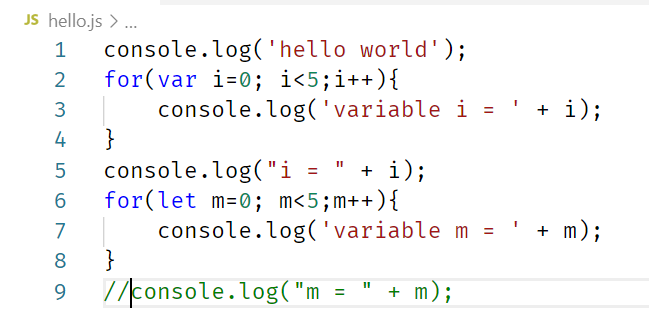 JS hello.js > ...
1 console.log('hello world');
2 for(var i=0; i<5;i++){
3     console.log('variable i = ' + i);
4 }
5 console.log("i = " + i);
6 for(let m=0; m<5;m++){
7     console.log('variable m = ' + m);
8 }
9 //console.log("m = " + m);